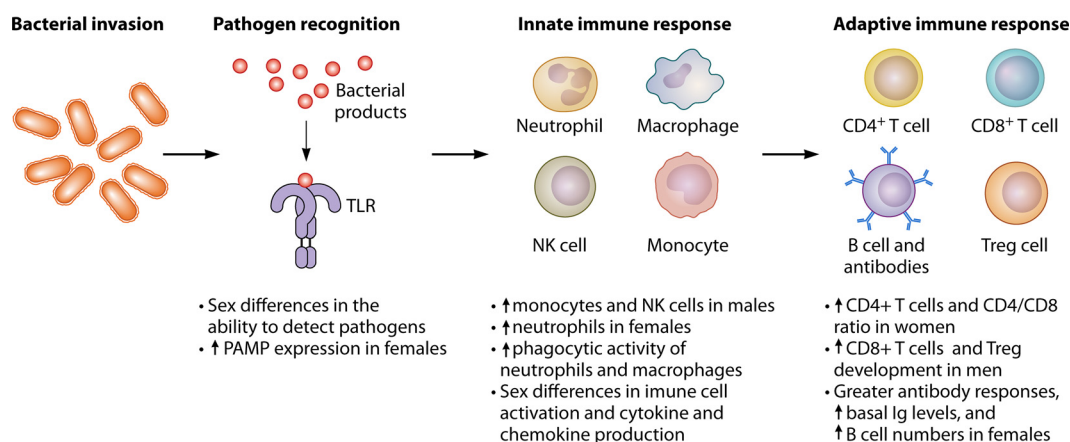 Bacterial invasion
Pathogen recognition
Bacterial
products
TLR
• Sex differences in the
ability to detect pathogens
• ↑ PAMP expression in females
Innate immune response
Neutrophil
Macrophage
NK cell
Monocyte
• ↑ monocytes and NK cells in males
• ↑ neutrophils in females
• ↑ phagocytic activity of
neutrophils and macrophages
• Sex differences in imune cell
activation and cytokine and
chemokine production
Adaptive immune response
CD4+ T cell
CD8+ T cell
B cell and
antibodies
Treg cell
• ↑ CD4+ T cells and CD4/CD8
ratio in women
• ↑ CD8+ T cells and Treg
development in men
• Greater antibody responses,
↑ basal Ig levels, and
↑ B cell numbers in females